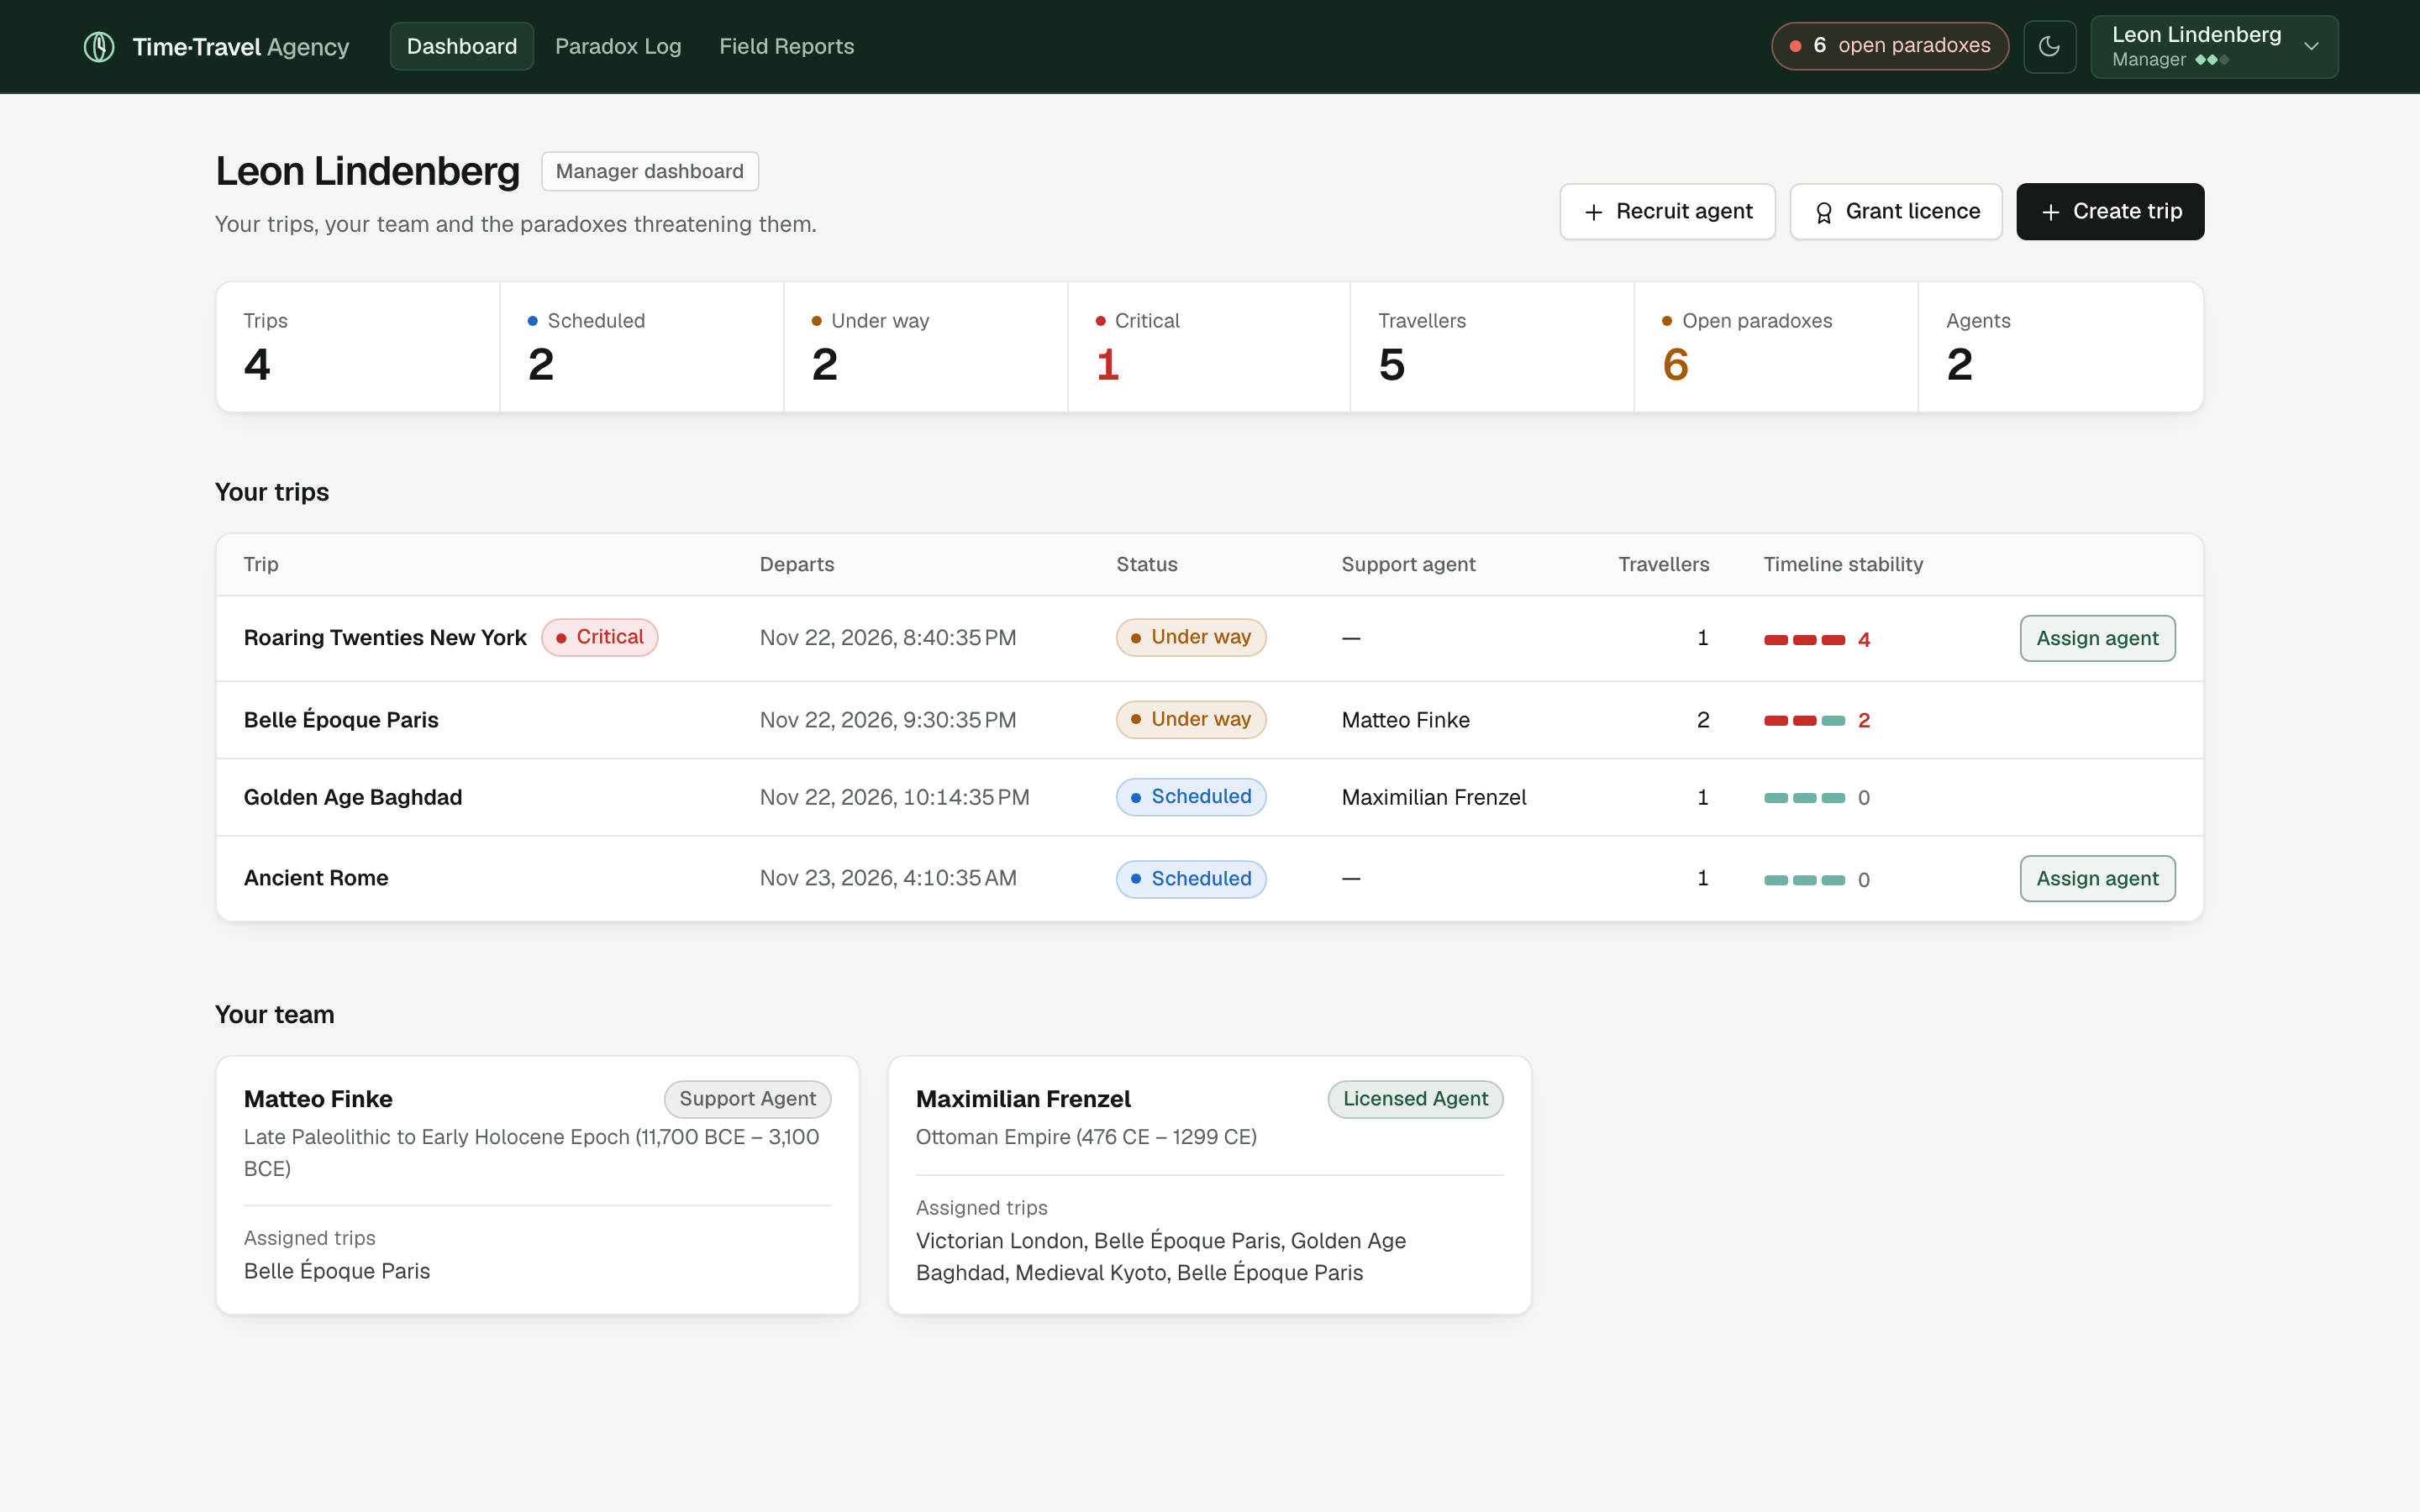 Time·Travel Agency
Dashboard
Paradox Log
Field Reports
6 open paradoxes
Leon Lindenberg
Manager
Leon Lindenberg
Manager dashboard
Your trips, your team and the paradoxes threatening them.
Recruit agent
Grant licence
Create trip
Trips
4
Scheduled
2
Under way
2
Critical
1
Travellers
5
Open paradoxes
6
Agents
2
Your trips
Trip Departs Status Support agent Travellers Timeline stability
Roaring Twenties New York Critical Nov 22, 2026, 8:40:35 PM Under way — 1 4 Assign agent
Belle Époque Paris Nov 22, 2026, 9:30:35 PM Under way Matteo Finke 2 2
Golden Age Baghdad Nov 22, 2026, 10:14:35 PM Scheduled Maximilian Frenzel 1 0
Ancient Rome Nov 23, 2026, 4:10:35 AM Scheduled — 1 0 Assign agent
Your team
Matteo Finke
Support Agent
Late Paleolithic to Early Holocene Epoch (11,700 BCE – 3,100
BCE)
Assigned trips
Belle Époque Paris
Maximilian Frenzel
Licensed Agent
Ottoman Empire (476 CE – 1299 CE)
Assigned trips
Victorian London, Belle Époque Paris, Golden Age
Baghdad, Medieval Kyoto, Belle Époque Paris